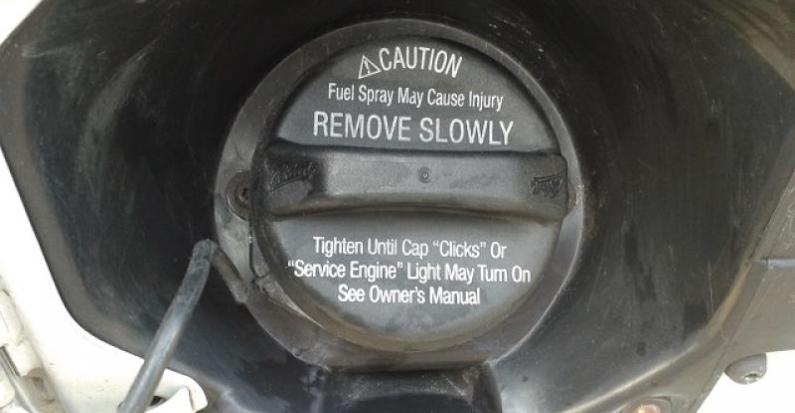 ⚠CAUTION
Fuel Spray May Cause Injury
REMOVE SLOWLY
Tighten Until Cap "Clicks" Or
"Service Engine" Light May Turn On
See Owner's Manual